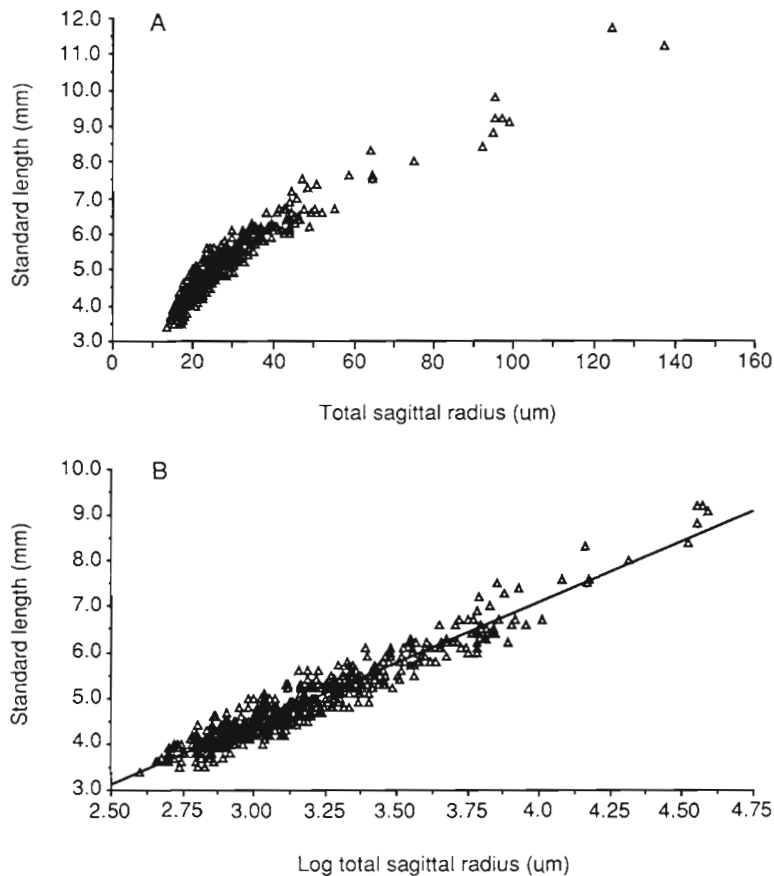 A
Standard length (mm)
12.0
11.0
10.0
9.0
8.0
7.0
6.0
5.0
4.0
3.0
0 20 40 60 80 100 120 140 160
Total sagittal radius (um)
B
Standard length (mm)
10.0
9.0
8.0
7.0
6.0
5.0
4.0
3.0
2.50 2.75 3.00 3.25 3.50 3.75 4.0 4.25 4.50 4.75
Log total sagittal radius (um)